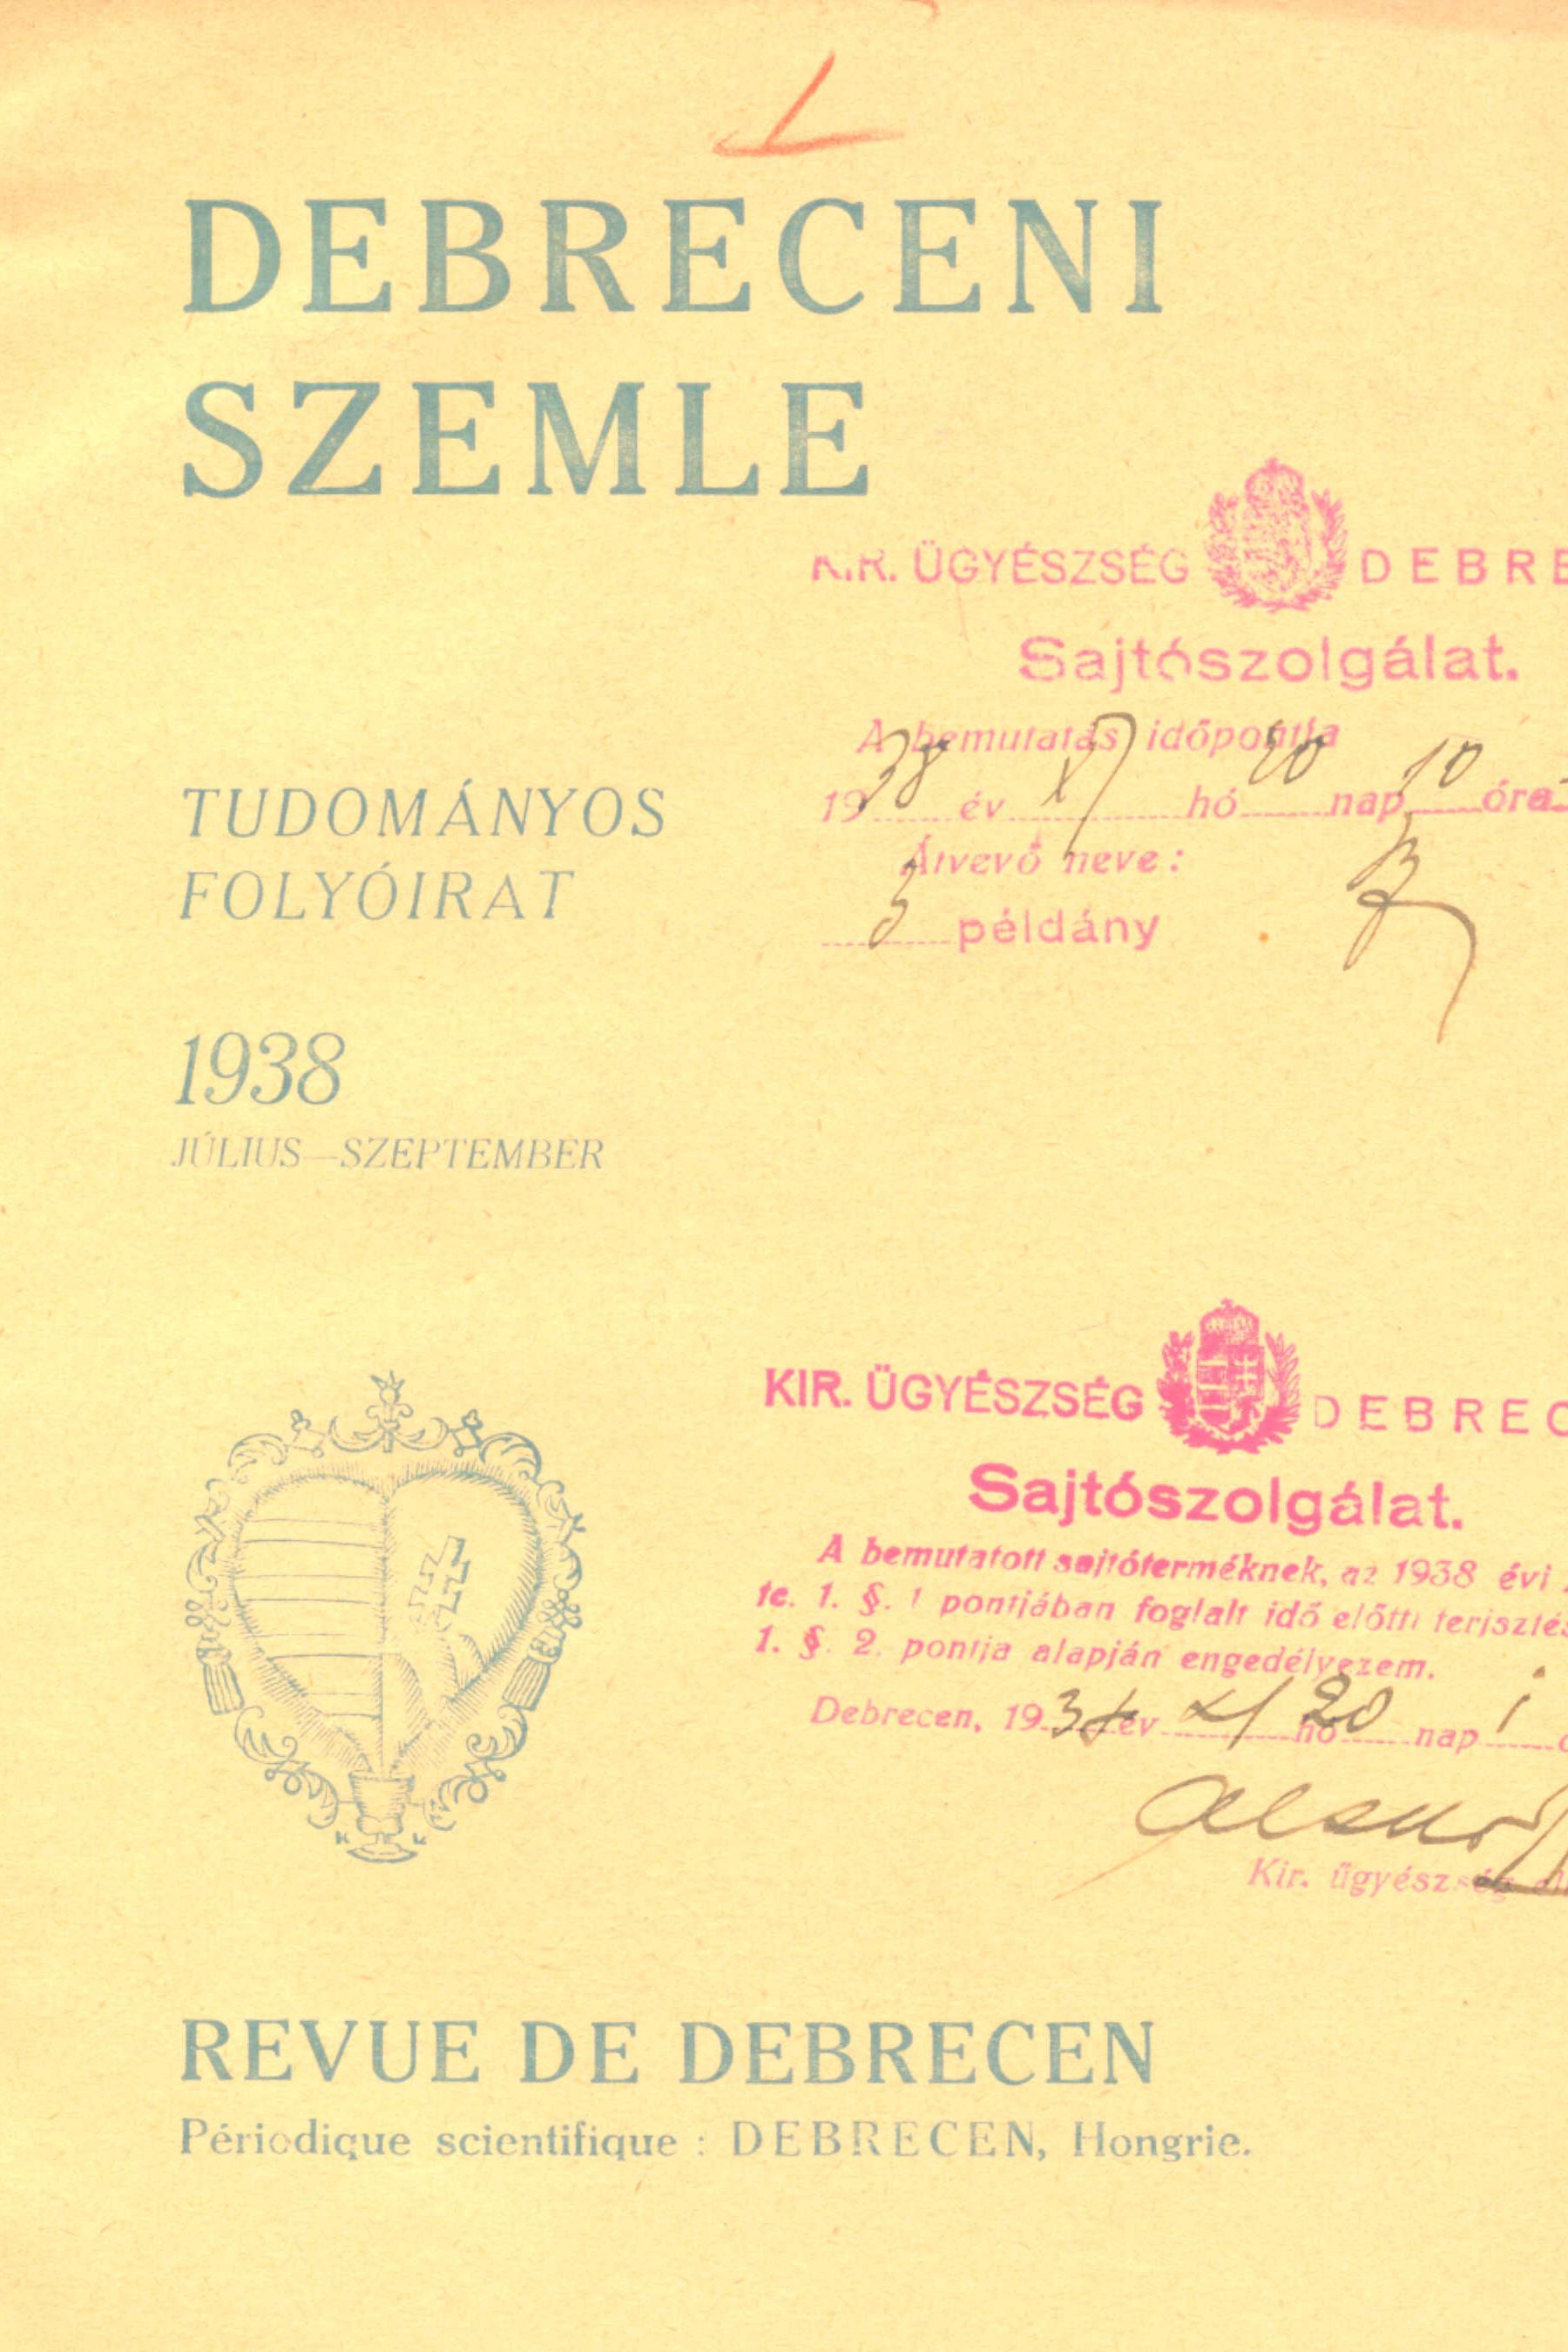 DEBRECENI
SZEMLE
KIR. ÜGYÉSZSÉG DEBRE
Sajtószolgálat.
A bemutatás időpontja
1938 év hó 20 nap 10 óra
Átvevő neve:
3 példány
TUDOMÁNYOS
FOLYÓIRAT
1938
JÚLIUS—SZEPTEMBER
KIR. ÜGYÉSZSÉG DEBREC
Sajtószolgálat.
A bemutatott sajtóterméknek, az 1938 évi
tc. 1. §. 1 pontjában foglalt idő előtti terjeszté
1. §. 2. pontja alapján engedélyezem.
Debrecen, 1938 év hó 20 nap
Kir. ügyészség
REVUE DE DEBRECEN
Périodique scientifique : DEBRECEN, Hongrie.